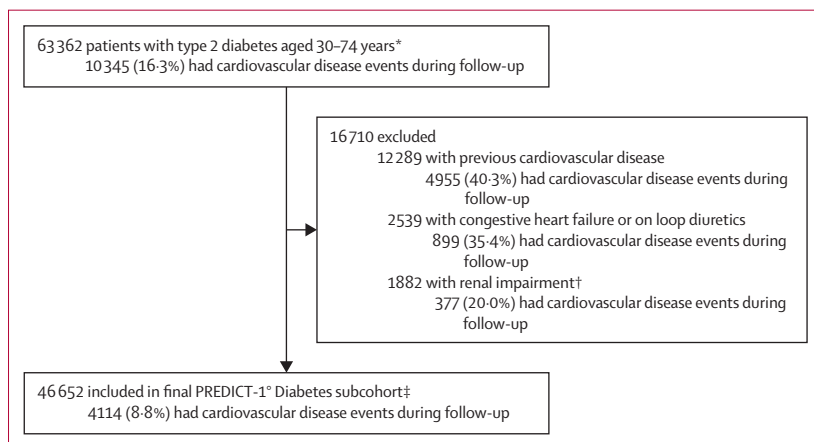 63 362 patients with type 2 diabetes aged 30–74 years*
10 345 (16·3%) had cardiovascular disease events during follow-up
16 710 excluded
12 289 with previous cardiovascular disease
4955 (40·3%) had cardiovascular disease events during
follow-up
2539 with congestive heart failure or on loop diuretics
899 (35·4%) had cardiovascular disease events during
follow-up
1882 with renal impairment†
377 (20·0%) had cardiovascular disease events during
follow-up
46 652 included in final PREDICT-1° Diabetes subcohort‡
4114 (8·8%) had cardiovascular disease events during follow-up